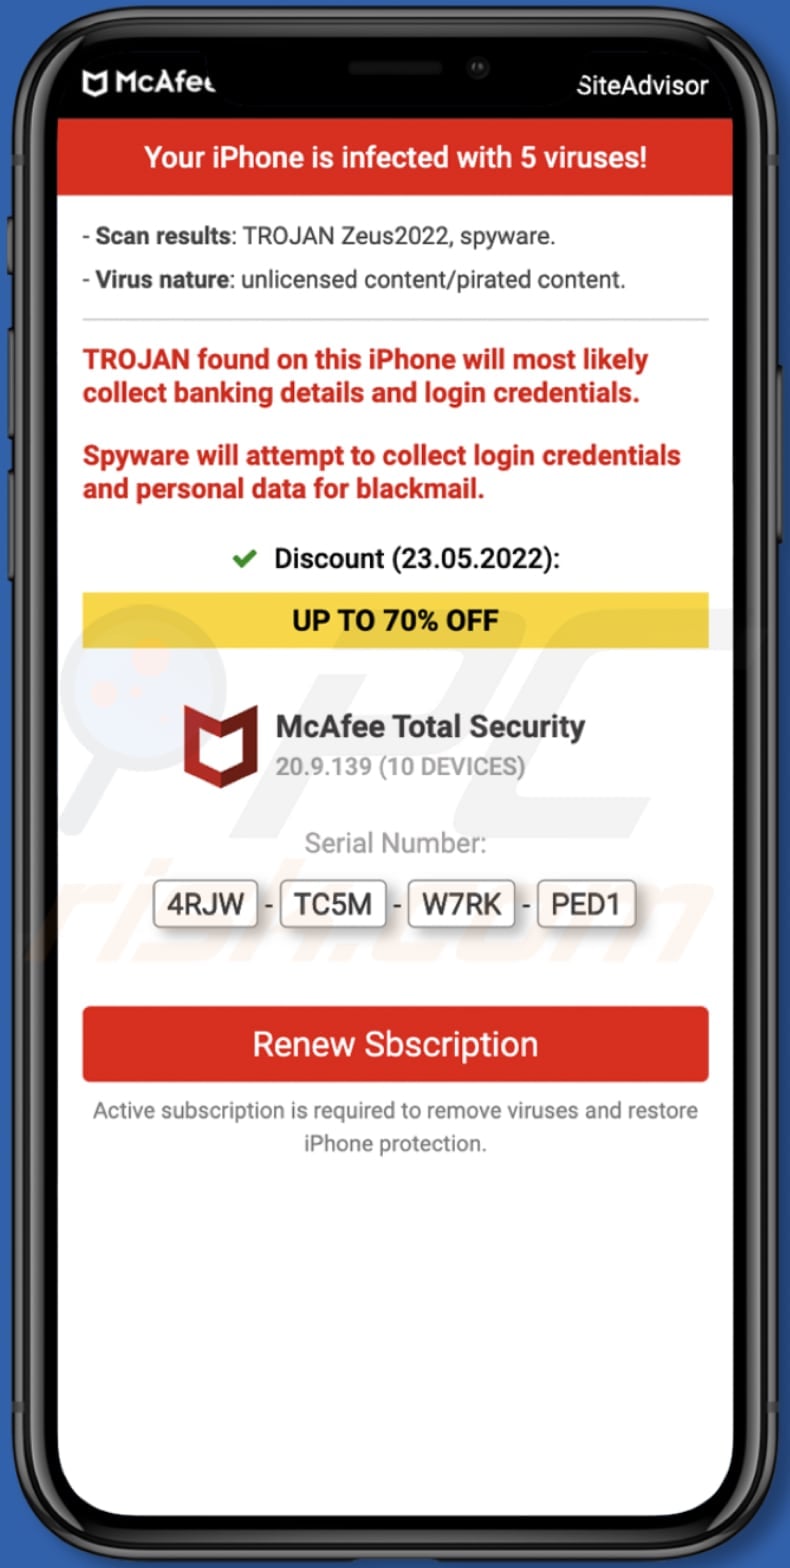 McAfee
SiteAdvisor
Your iPhone is infected with 5 viruses!
- Scan results: TROJAN Zeus2022, spyware.
- Virus nature: unlicensed content/pirated content.
TROJAN found on this iPhone will most likely
collect banking details and login credentials.
Spyware will attempt to collect login credentials
and personal data for blackmail.
Discount (23.05.2022):
UP TO 70% OFF
McAfee Total Security
20.9.139 (10 DEVICES)
Serial Number:
4RJW - TC5M - W7RK - PED1
PC
risk.com
Renew Sbscription
Active subscription is required to remove viruses and restore
iPhone protection.